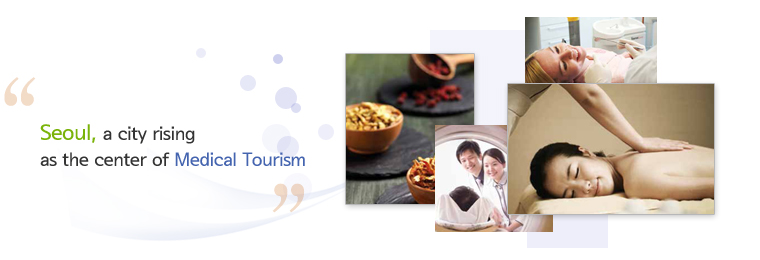 “
Seoul, a city rising
as the center of Medical Tourism
”